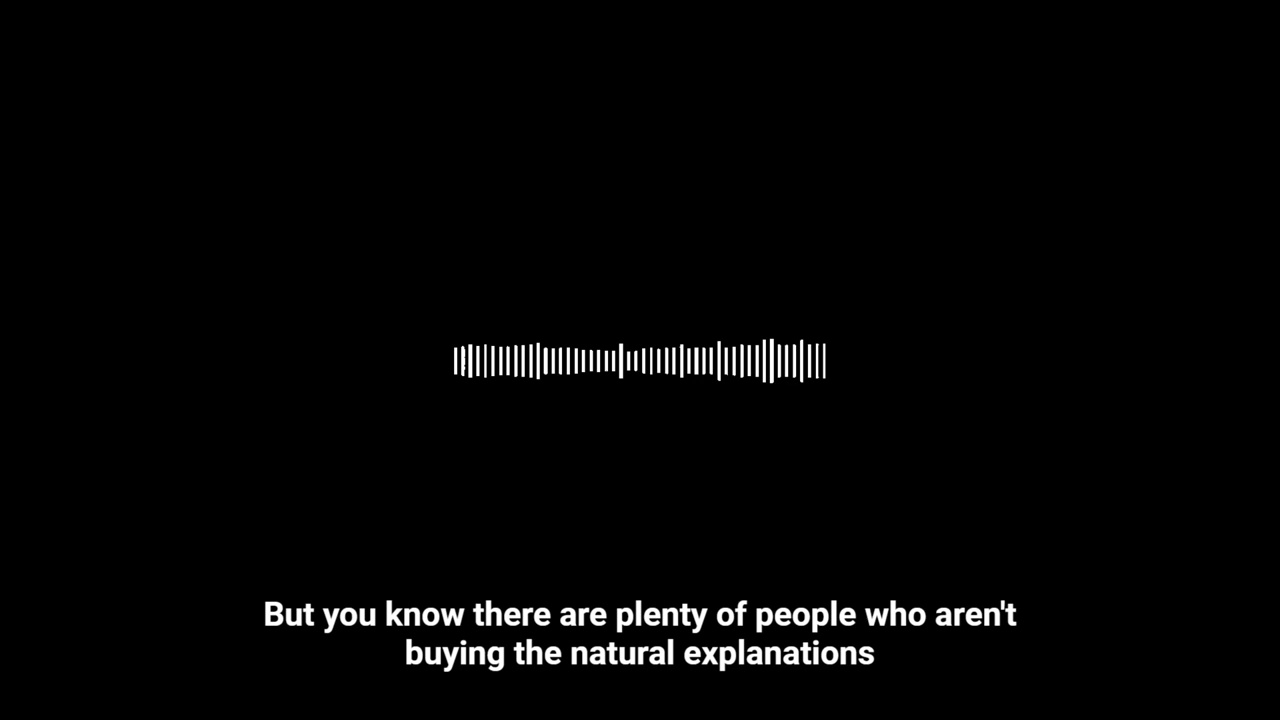 But you know there are plenty of people who aren't
buying the natural explanations